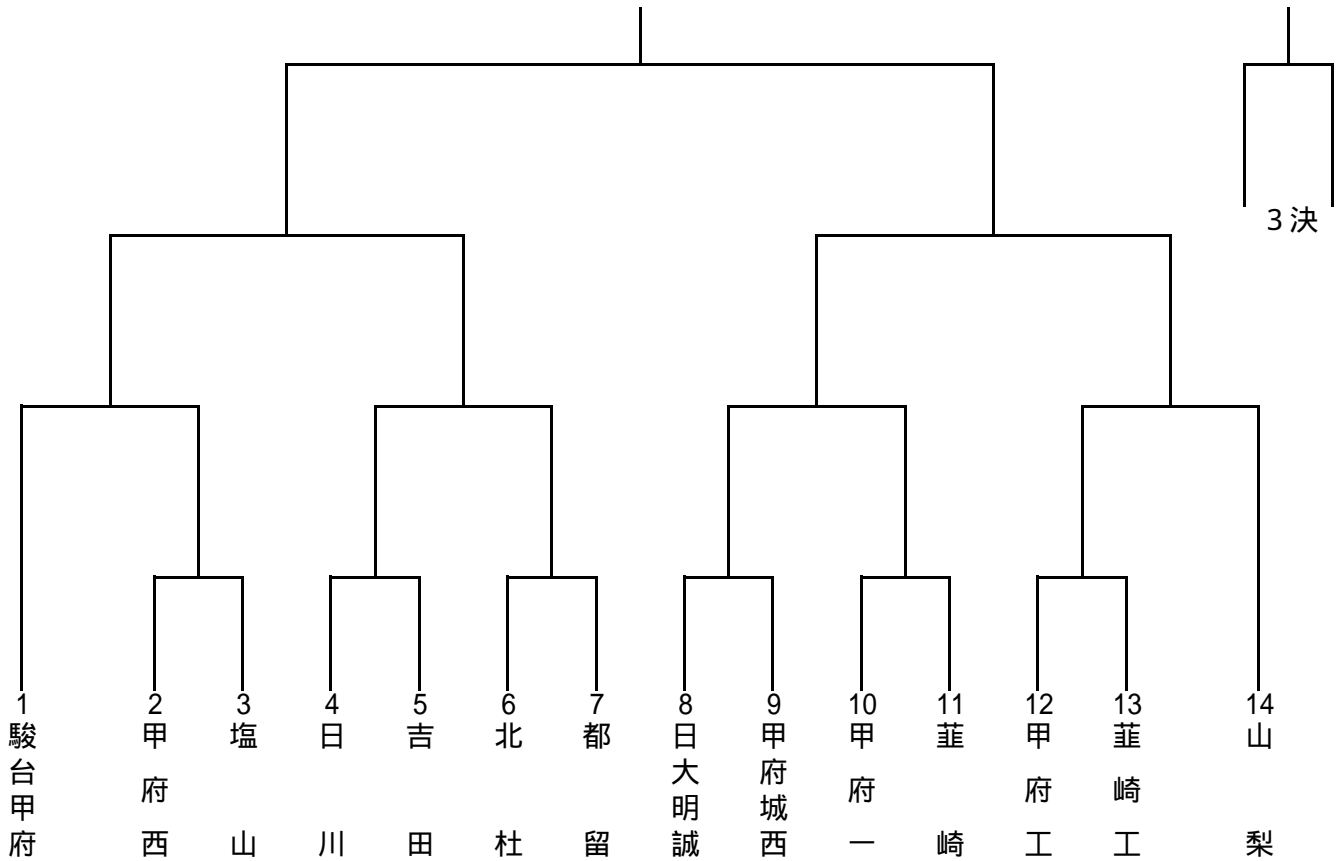 3決
1
駿台甲府
2
甲府西
3
塩山
4
日川
5
吉田
6
北杜
7
都留
8
日大明誠
9
甲府城西
10
甲府一
11
韮崎
12
甲府工
13
韮崎工
14
山梨